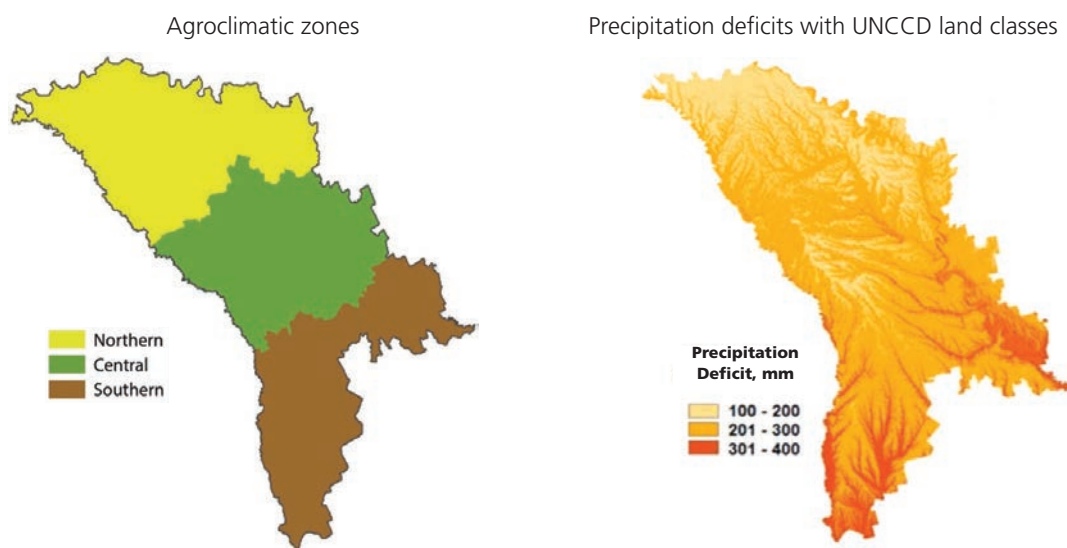 Agroclimatic zones
Northern
Central
Southern
Precipitation deficits with UNCCD land classes
Precipitation
Deficit, mm
100 - 200
201 - 300
301 - 400